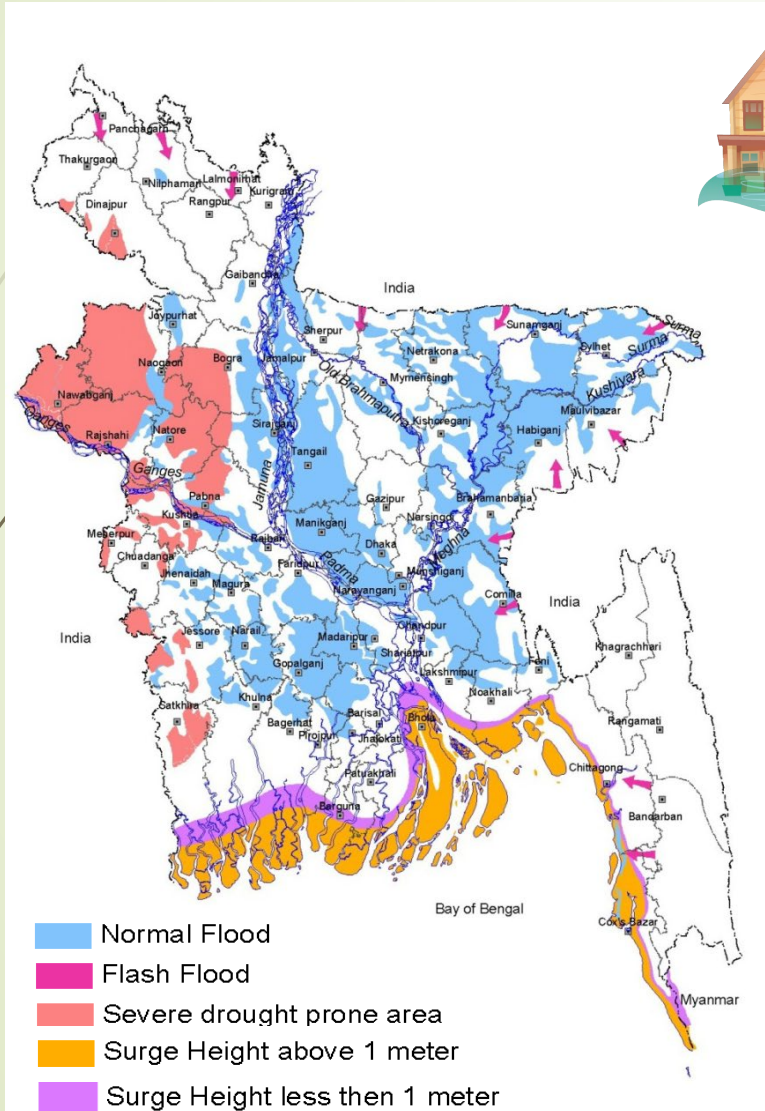 Panchagarh
Thakurgaon
Nilphamari
Lalmonirhat
Kurigram
Rangpur
Dinajpur
Gaibandha
India
Joypurhat
Sherpur
Sunamganj
Surma
Sylhet
Surma
Naogaon
Bogra
Jamalpur
Netrakona
Mymensingh
Old Brahmaputra
Kushiyara
Nawabganj
Maulvibazar
Ganges
Rajshahi
Natore
Sirajganj
Kishoreganj
Habiganj
Tangail
Ganges
Jamuna
Pabna
Gazipur
Brahamanbaria
Kushtia
Manikganj
Narsingdi
Meherpur
Dhaka
Meghna
Chuadanga
Rajbari
Faridpur
Padma
Munshiganj
Jhenaidah
Magura
Narayanganj
Comilla
India
India
Jessore
Narail
Madaripur
Chandpur
Shariatpur
Khagrachhari
Gopalganj
Lakshmipur
Feni
Satkhira
Khulna
Noakhali
Bagerhat
Barisal
Bhola
Rangamati
Pirojpur
Jhalokati
Patuakhali
Chittagong
Barguna
Bandarban
Bay of Bengal
Cox's Bazar
Myanmar
Normal Flood
Flash Flood
Severe drought prone area
Surge Height above 1 meter
Surge Height less then 1 meter